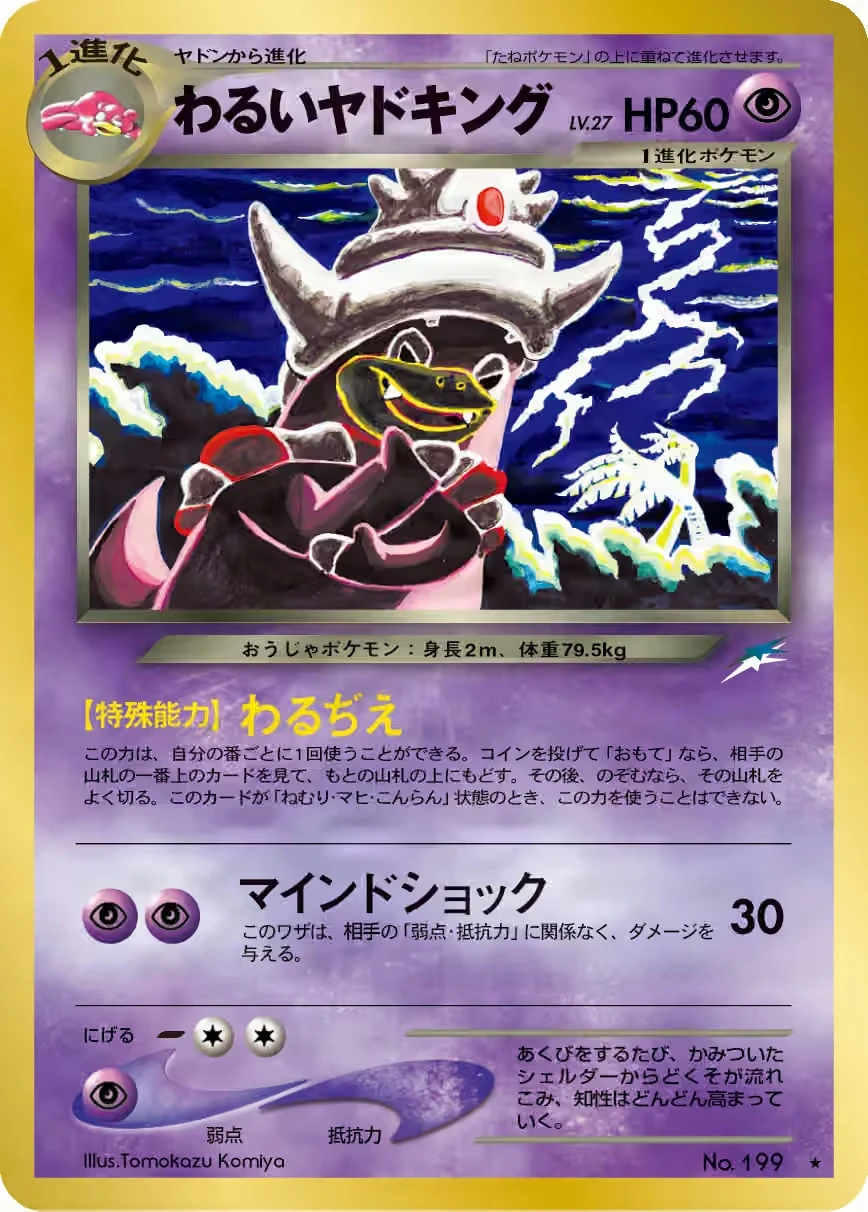 1進化
ヤドンから進化
「たねポケモン」の上に重ねて進化させます。
わるいヤドキング LV.27 HP60
1進化ポケモン
おうじゃポケモン：身長2m、体重79.5kg
【特殊能力】わるぢえ
この力は、自分の番ごとに1回使うことができる。コインを投げて「おもて」なら、相手の
山札の一番上のカードを見て、もとの山札の上にもどす。その後、のぞむなら、その山札を
よく切る。このカードが「ねむり・マヒ・こんらん」状態のとき、この力を使うことはできない。
マインドショック 30
このワザは、相手の「弱点・抵抗力」に関係なく、ダメージを
与える。
にげる
あくびをするたび、かみついた
シェルダーからどくそが流れ
こみ、知性はどんどん高まって
いく。
弱点 抵抗力
Illus.Tomokazu Komiya
No. 199 ★